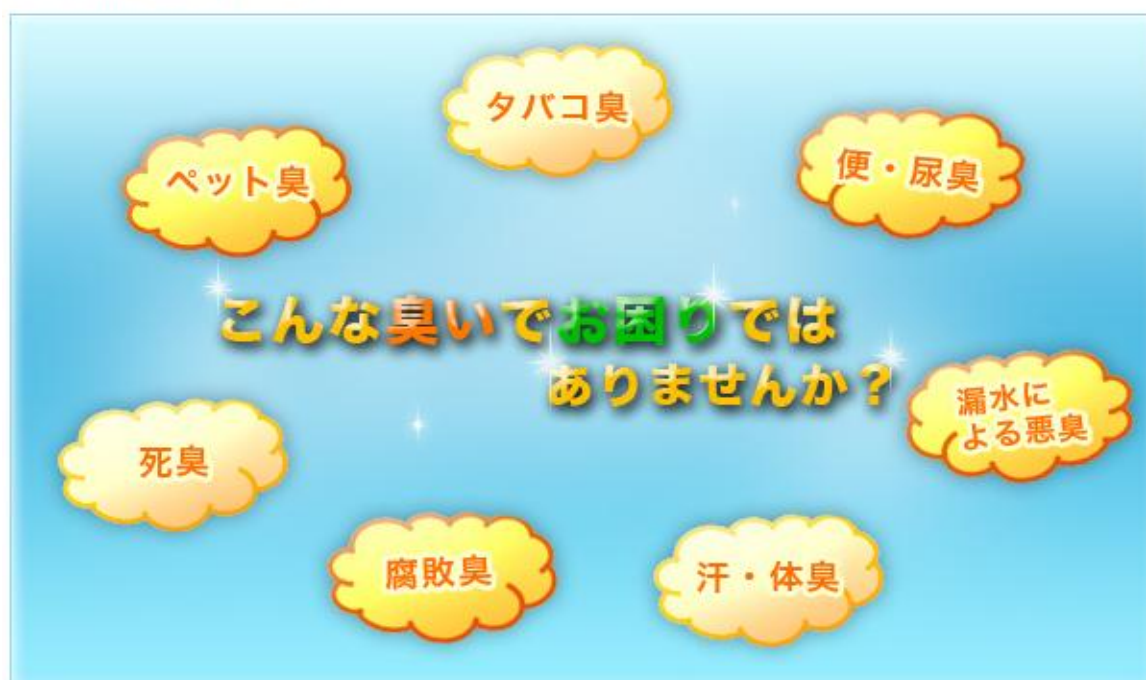 タバコ臭
ペット臭
便・尿臭
こんな臭いでお困りでは
ありませんか？
漏水に
よる悪臭
死臭
腐敗臭
汗・体臭